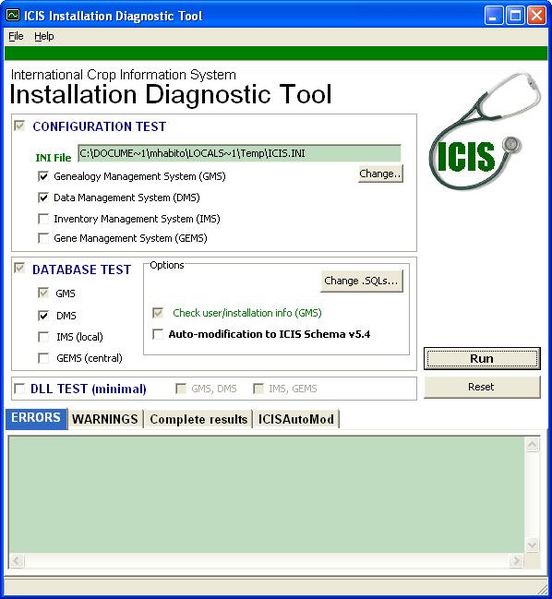 ICIS Installation Diagnostic Tool
File Help
International Crop Information System
Installation Diagnostic Tool
ICIS
CONFIGURATION TEST
INI File C:\DOCUME~1\mhabito\LOCALS~1\Temp\ICIS.INI
Genealogy Management System (GMS)
Change..
Data Management System (DMS)
Inventory Management System (IMS)
Gene Management System (GEMS)
DATABASE TEST
GMS
DMS
IMS (local)
GEMS (central)
Options
Change .SQLs...
Check user/installation info (GMS)
Auto-modification to ICIS Schema v5.4
Run
DLL TEST (minimal) GMS, DMS IMS, GEMS
Reset
ERRORS WARNINGS Complete results ICISAutoMod